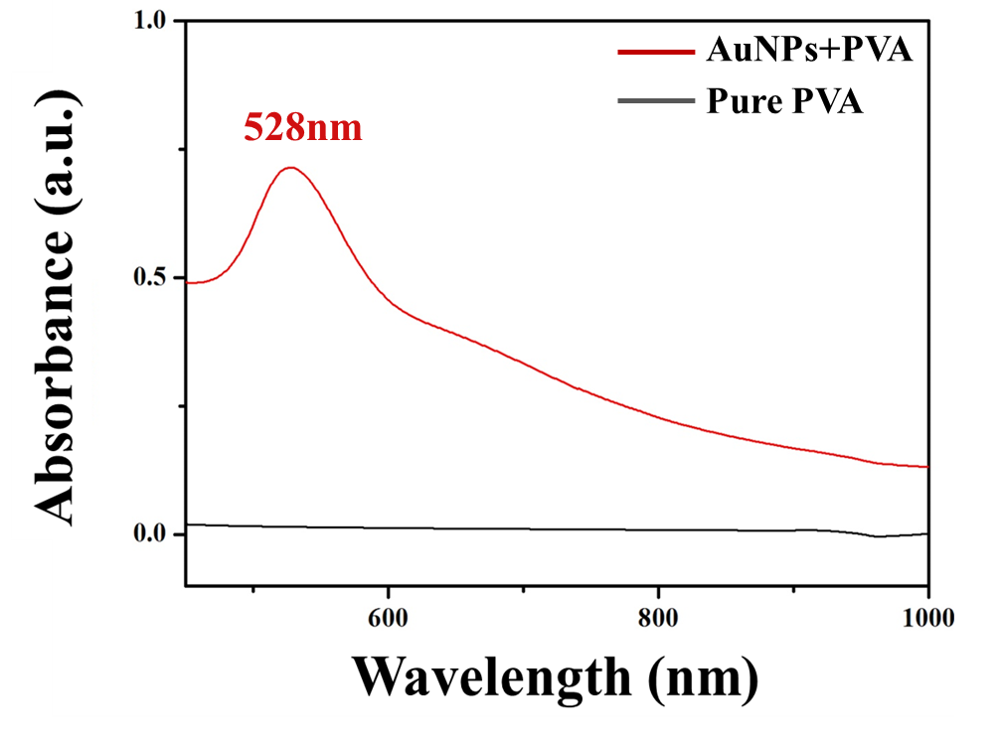 1.0
AuNPs+PVA
Pure PVA
528nm
0.5
0.0
Absorbance (a.u.)
600
800
1000
Wavelength (nm)